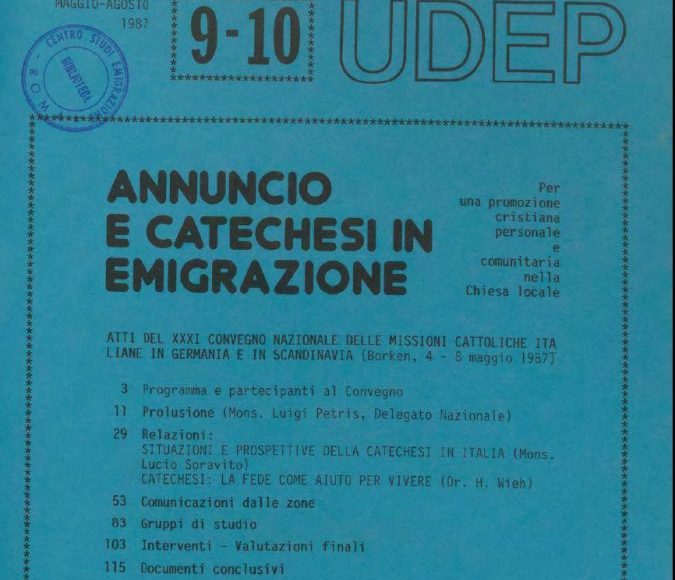 MAGGIO-AGOSTO
1987
9-10
UDEP
CENTRO STUDI EMIGRAZIONE
- ROMA
BIBLIOTECA
ANNUNCIO
E CATECHESI IN
EMIGRAZIONE
Per
una promozione
cristiana
personale
e
comunitaria
nella
Chiesa locale
ATTI DEL XXXI CONVEGNO NAZIONALE DELLE MISSIONI CATTOLICHE ITA
LIANE IN GERMANIA E IN SCANDINAVIA (Borken, 4 - 8 maggio 1987)
3 Programma e partecipanti al Convegno
11 Prolusione (Mons. Luigi Petris, Delegato Nazionale)
29 Relazioni:
SITUAZIONI E PROSPETTIVE DELLA CATECHESI IN ITALIA (Mons.
Lucio Soravito)
CATECHESI: LA FEDE COME AIUTO PER VIVERE (Dr. H. Wieh)
53 Comunicazioni dalle zone
83 Gruppi di studio
103 Interventi - Valutazioni finali
115 Documenti conclusivi